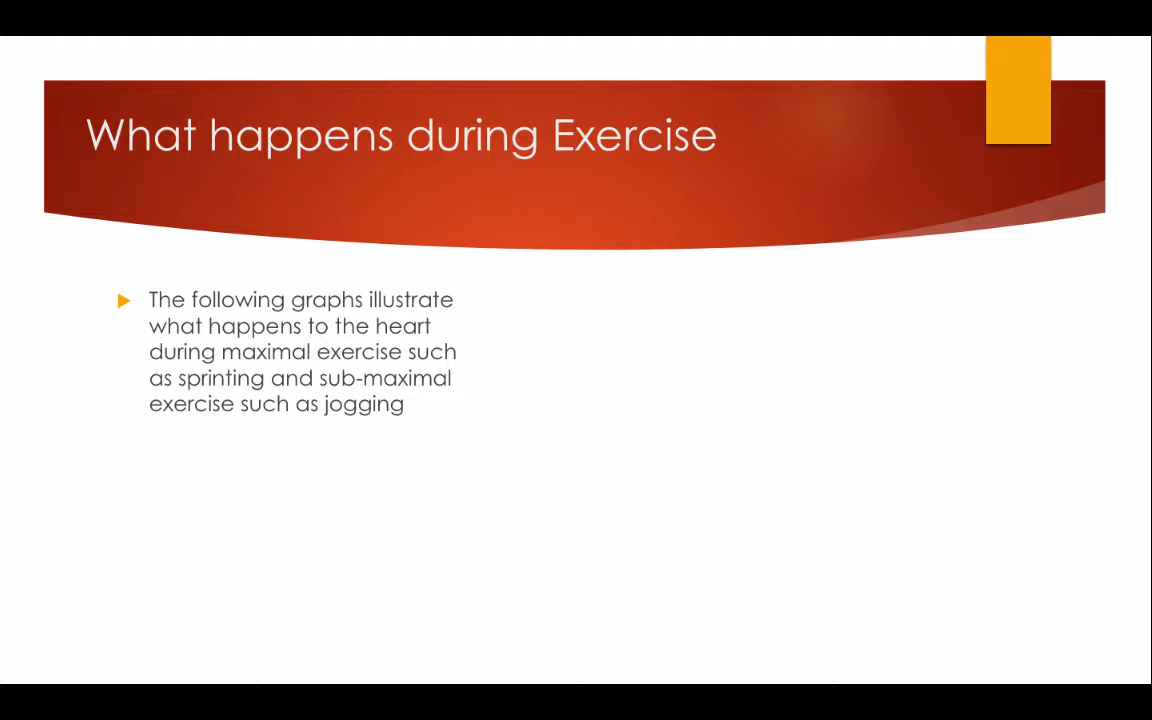 What happens during Exercise
The following graphs illustrate
what happens to the heart
during maximal exercise such
as sprinting and sub-maximal
exercise such as jogging